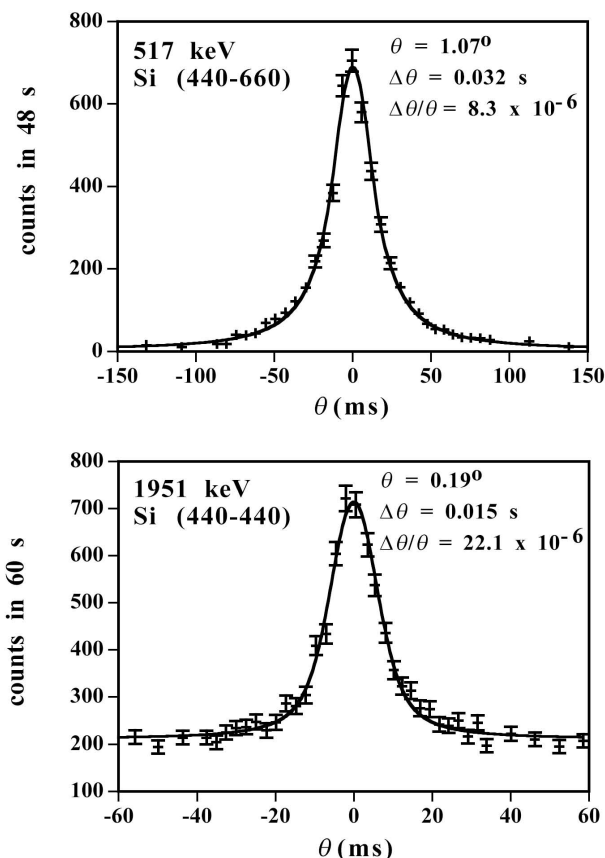 800
600
400
200
0
counts in 48 s
517 keV
Si (440-660)
θ = 1.07º
Δθ = 0.032 s
Δθ/θ = 8.3 x 10-6
-150 -100 -50 0 50 100 150
θ (ms)
800
700
600
500
400
300
200
100
counts in 60 s
1951 keV
Si (440-440)
θ = 0.19º
Δθ = 0.015 s
Δθ/θ = 22.1 x 10-6
-60 -40 -20 0 20 40 60
θ (ms)